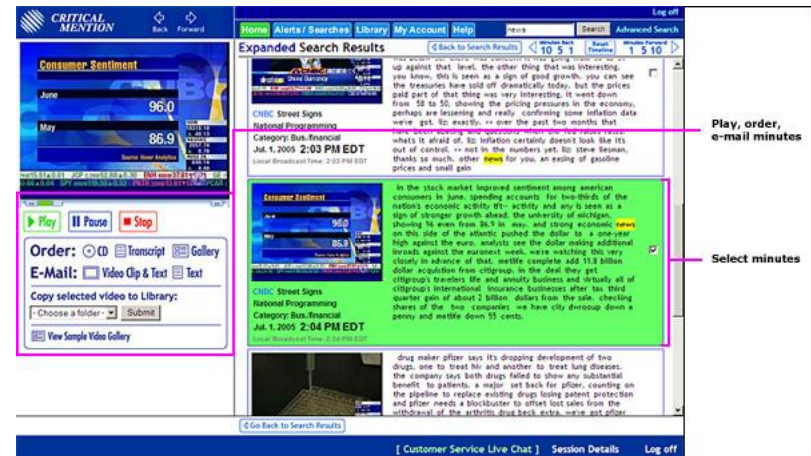 CRITICAL
MENTION
Back Forward
Log off
Home Alerts / Searches Library My Account Help
news Search Advanced Search
Expanded Search Results
Back to Search Results
Minutes Back
10 5 1
Reset
Timeline
Minutes Forward
1 5 10
Consumer Sentiment
June
96.0
May
86.9
Play Pause Stop
Order: CD Transcript Gallery
E-Mail: Video Clip & Text Text
Copy selected video to Library:
- Choose a folder - Submit
View Sample Video Gallery
CNBC Street Signs
National Programming
Category: Bus./financial
Jul. 1, 2005 2:03 PM EDT
Local Broadcast Time: 2:03 PM EDT
up against that level. the other thing that was interesting,
you know, this is seen as a sign of good growth. you can see
the treasuries have sold off dramatically today. but the prices
paid part of that thing was very interesting, it went down
from 58 to 50, showing the pricing pressures in the economy,
perhaps are lessening and really confirming some inflation data
we've got. liz: exactly. >> over the past two months that
whats it afraid of. liz: inflation certainly doesn't look like its
out of control. >> not in the numbers yet. liz: steve liesman,
thanks so much. other news for you, an easing of gasoline
prices and small gain
Consumer Sentiment
96.0
86.9
CNBC Street Signs
National Programming
Category: Bus./financial
Jul. 1, 2005 2:04 PM EDT
Local Broadcast Time: 2:04 PM EDT
in the stock market improved sentiment among american
consumers in june. spending accounts for two-thirds of the
nation's economic activity tft-- activity and any is seen as a
sign of stronger growth ahead. the university of michigan,
showing 96 even from 86.9 in may. and strong economic news
on this side of the atlantic pushed the dollar to a one-year
high against the euro. analysts see the dollar making additional
inroads against the euronext week. were watching this very
closely in advance of that. metlife complete add 11.8 billion
dollar acquistion from citigroup. in the deal they get
citigroup's travelers life and annuity business and virtually all of
citigroup's international insurance businesses after tax third
quarter gain of about 2 billion dollars from the sale. checking
shares of the two companies we have city dwroopp down a
penny and metlife down 55 cents.
drug maker pfizer says it's dropping development of two
drugs, one to treat hiv and another to treat lung diseases.
the company says both drugs failed to show any substantial
benefit to patients. a major set back for pfizer, counting on
the pipeline to replace existing drugs losing patent protection
and pfizer needs a blockbuster to offset lost sales from the
withdrawal of the arthritis drug beck extra. we've got pfizer
Go Back to Search Results
[ Customer Service Live Chat ] Session Details Log off
Play, order,
e-mail minutes
Select minutes